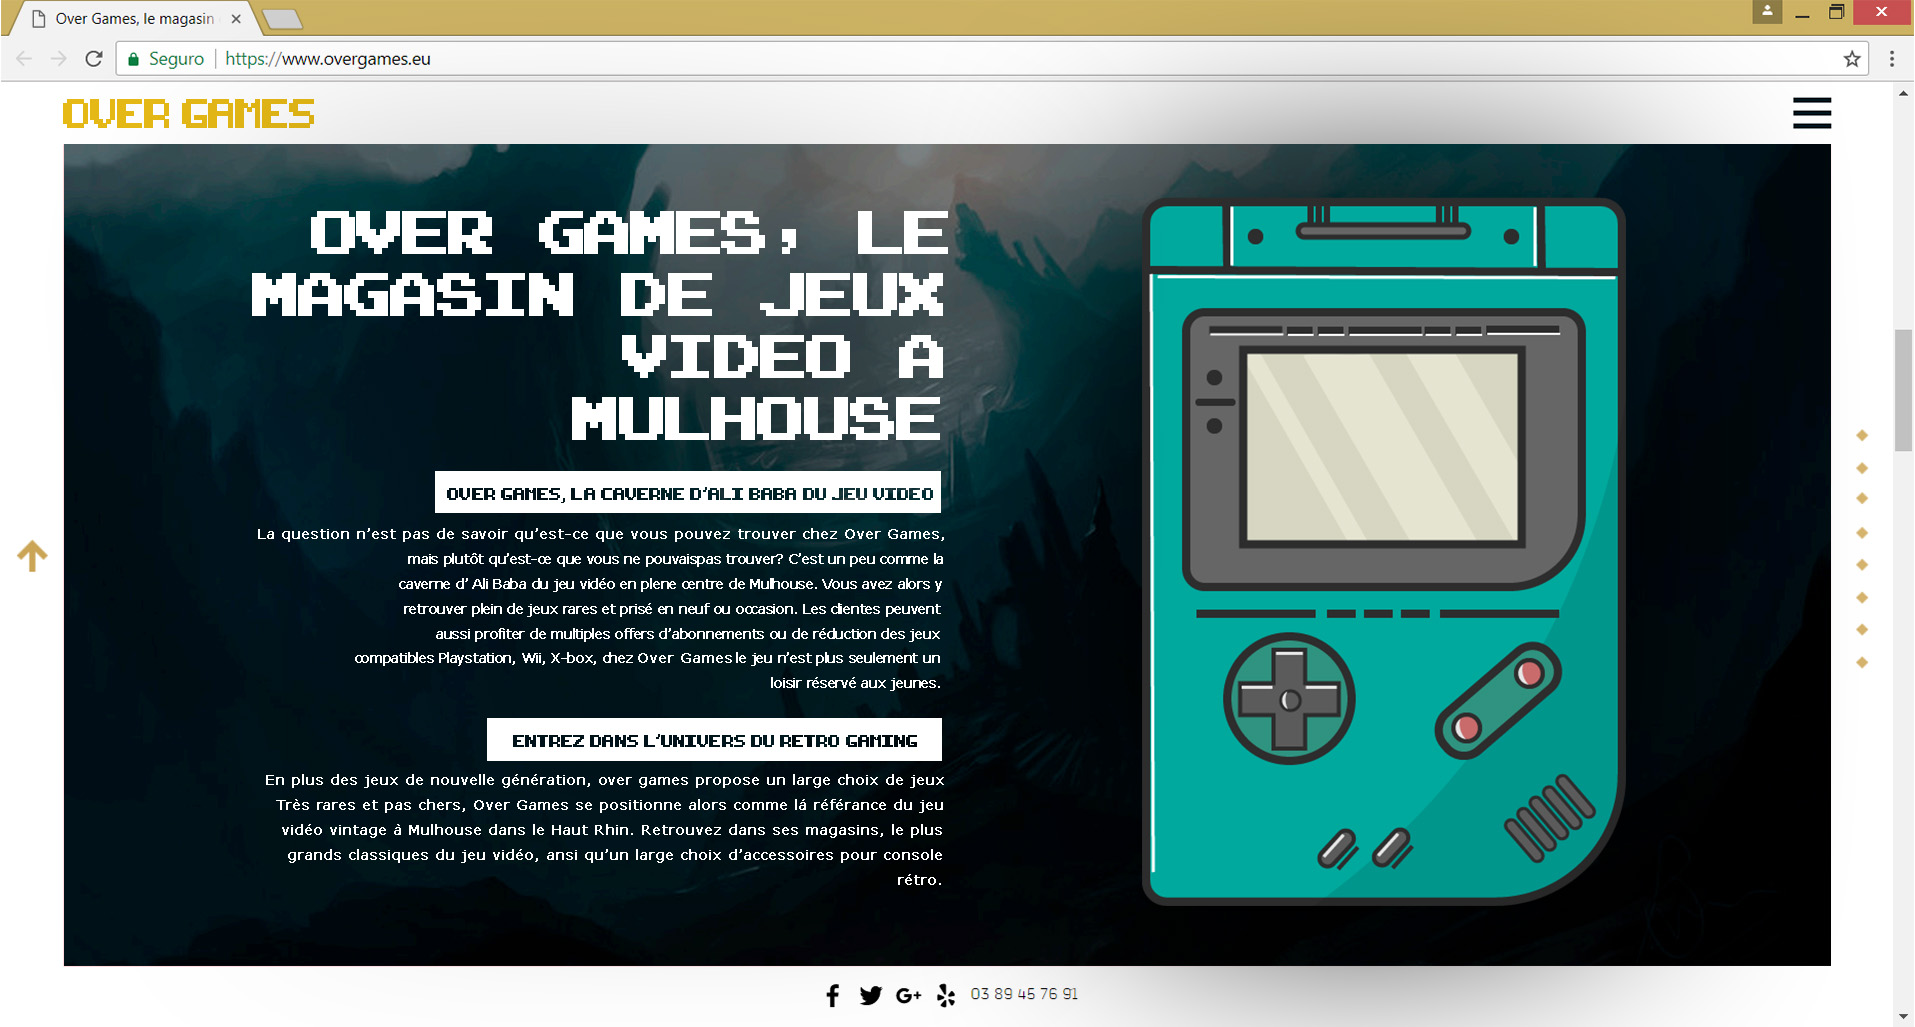 Over Games, le magasin
Seguro
https://www.overgames.eu
OVER GAMES
OVER GAMES, LE
MAGASIN DE JEUX
VIDEO A
MULHOUSE
OVER GAMES, LA CAVERNE D'ALI BABA DU JEU VIDEO
La question n'est pas de savoir qu'est-ce que vous pouvez trouver chez Over Games,
mais plutôt qu'est-ce que vous ne pouvaispas trouver? C'est un peu comme la
caverne d' Ali Baba du jeu vidéo en plene centre de Mulhouse. Vous avez alors y
retrouver plein de jeux rares et prisé en neuf ou occasion. Les clientes peuvent
aussi profiter de multiples offers d'abonnements ou de réduction des jeux
compatibles Playstation, Wii, X-box, chez Over Games le jeu n'est plus seulement un
loisir réservé aux jeunes.
ENTREZ DANS L'UNIVERS DU RETRO GAMING
En plus des jeux de nouvelle génération, over games propose un large choix de jeux
Très rares et pas chers, Over Games se positionne alors comme lá référance du jeu
vidéo vintage à Mulhouse dans le Haut Rhin. Retrouvez dans ses magasins, le plus
grands classiques du jeu vidéo, ansi qu'un large choix d'accessoires pour console
rétro.
G+
03 89 45 76 91